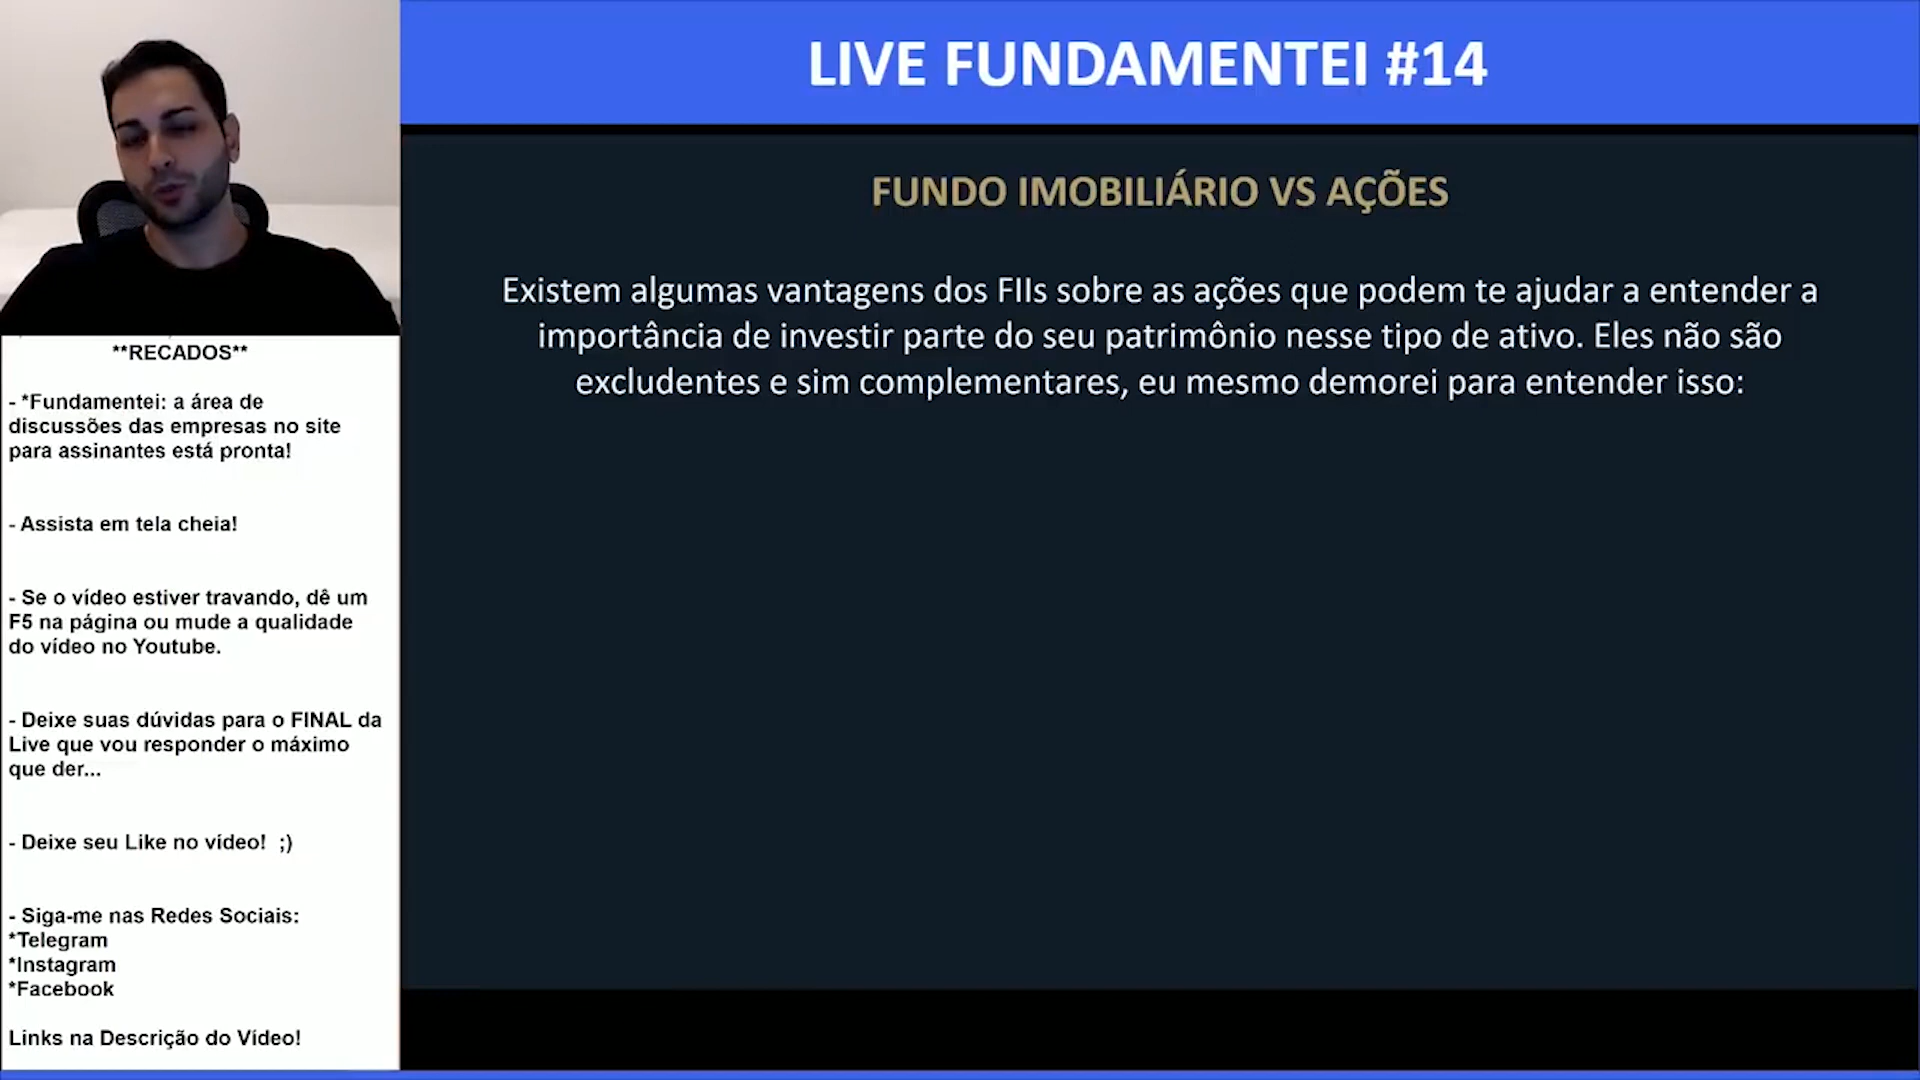 LIVE FUNDAMENTEI #14
FUNDO IMOBILIÁRIO VS AÇÕES
Existem algumas vantagens dos FIIs sobre as ações que podem te ajudar a entender a
importância de investir parte do seu patrimônio nesse tipo de ativo. Eles não são
excludentes e sim complementares, eu mesmo demorei para entender isso:
**RECADOS**
- *Fundamentei: a área de
discussões das empresas no site
para assinantes está pronta!
- Assista em tela cheia!
- Se o vídeo estiver travando, dê um
F5 na página ou mude a qualidade
do vídeo no Youtube.
- Deixe suas dúvidas para o FINAL da
Live que vou responder o máximo
que der...
- Deixe seu Like no vídeo!  ;)
- Siga-me nas Redes Sociais:
*Telegram
*Instagram
*Facebook
Links na Descrição do Vídeo!